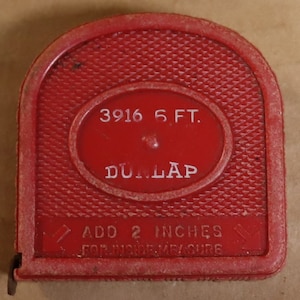 3916 6 FT.
DUNLAP
ADD 2 INCHES
FOR INSIDE MEASURE